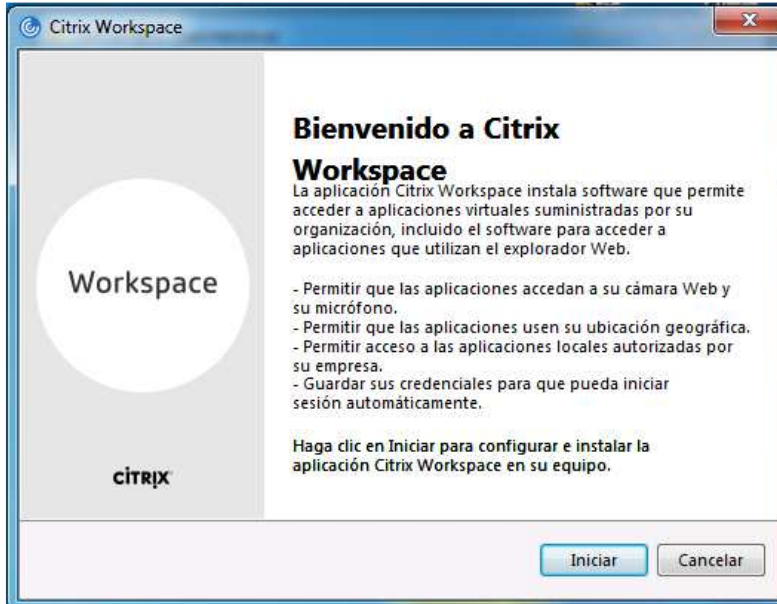 Citrix Workspace
Bienvenido a Citrix
Workspace
La aplicación Citrix Workspace instala software que permite
acceder a aplicaciones virtuales suministradas por su
organización, incluido el software para acceder a
aplicaciones que utilizan el explorador Web.
- Permitir que las aplicaciones accedan a su cámara Web y
su micrófono.
- Permitir que las aplicaciones usen su ubicación geográfica.
- Permitir acceso a las aplicaciones locales autorizadas por
su empresa.
- Guardar sus credenciales para que pueda iniciar
sesión automáticamente.
Haga clic en Iniciar para configurar e instalar la
aplicación Citrix Workspace en su equipo.
Workspace
CITRIX
Iniciar
Cancelar